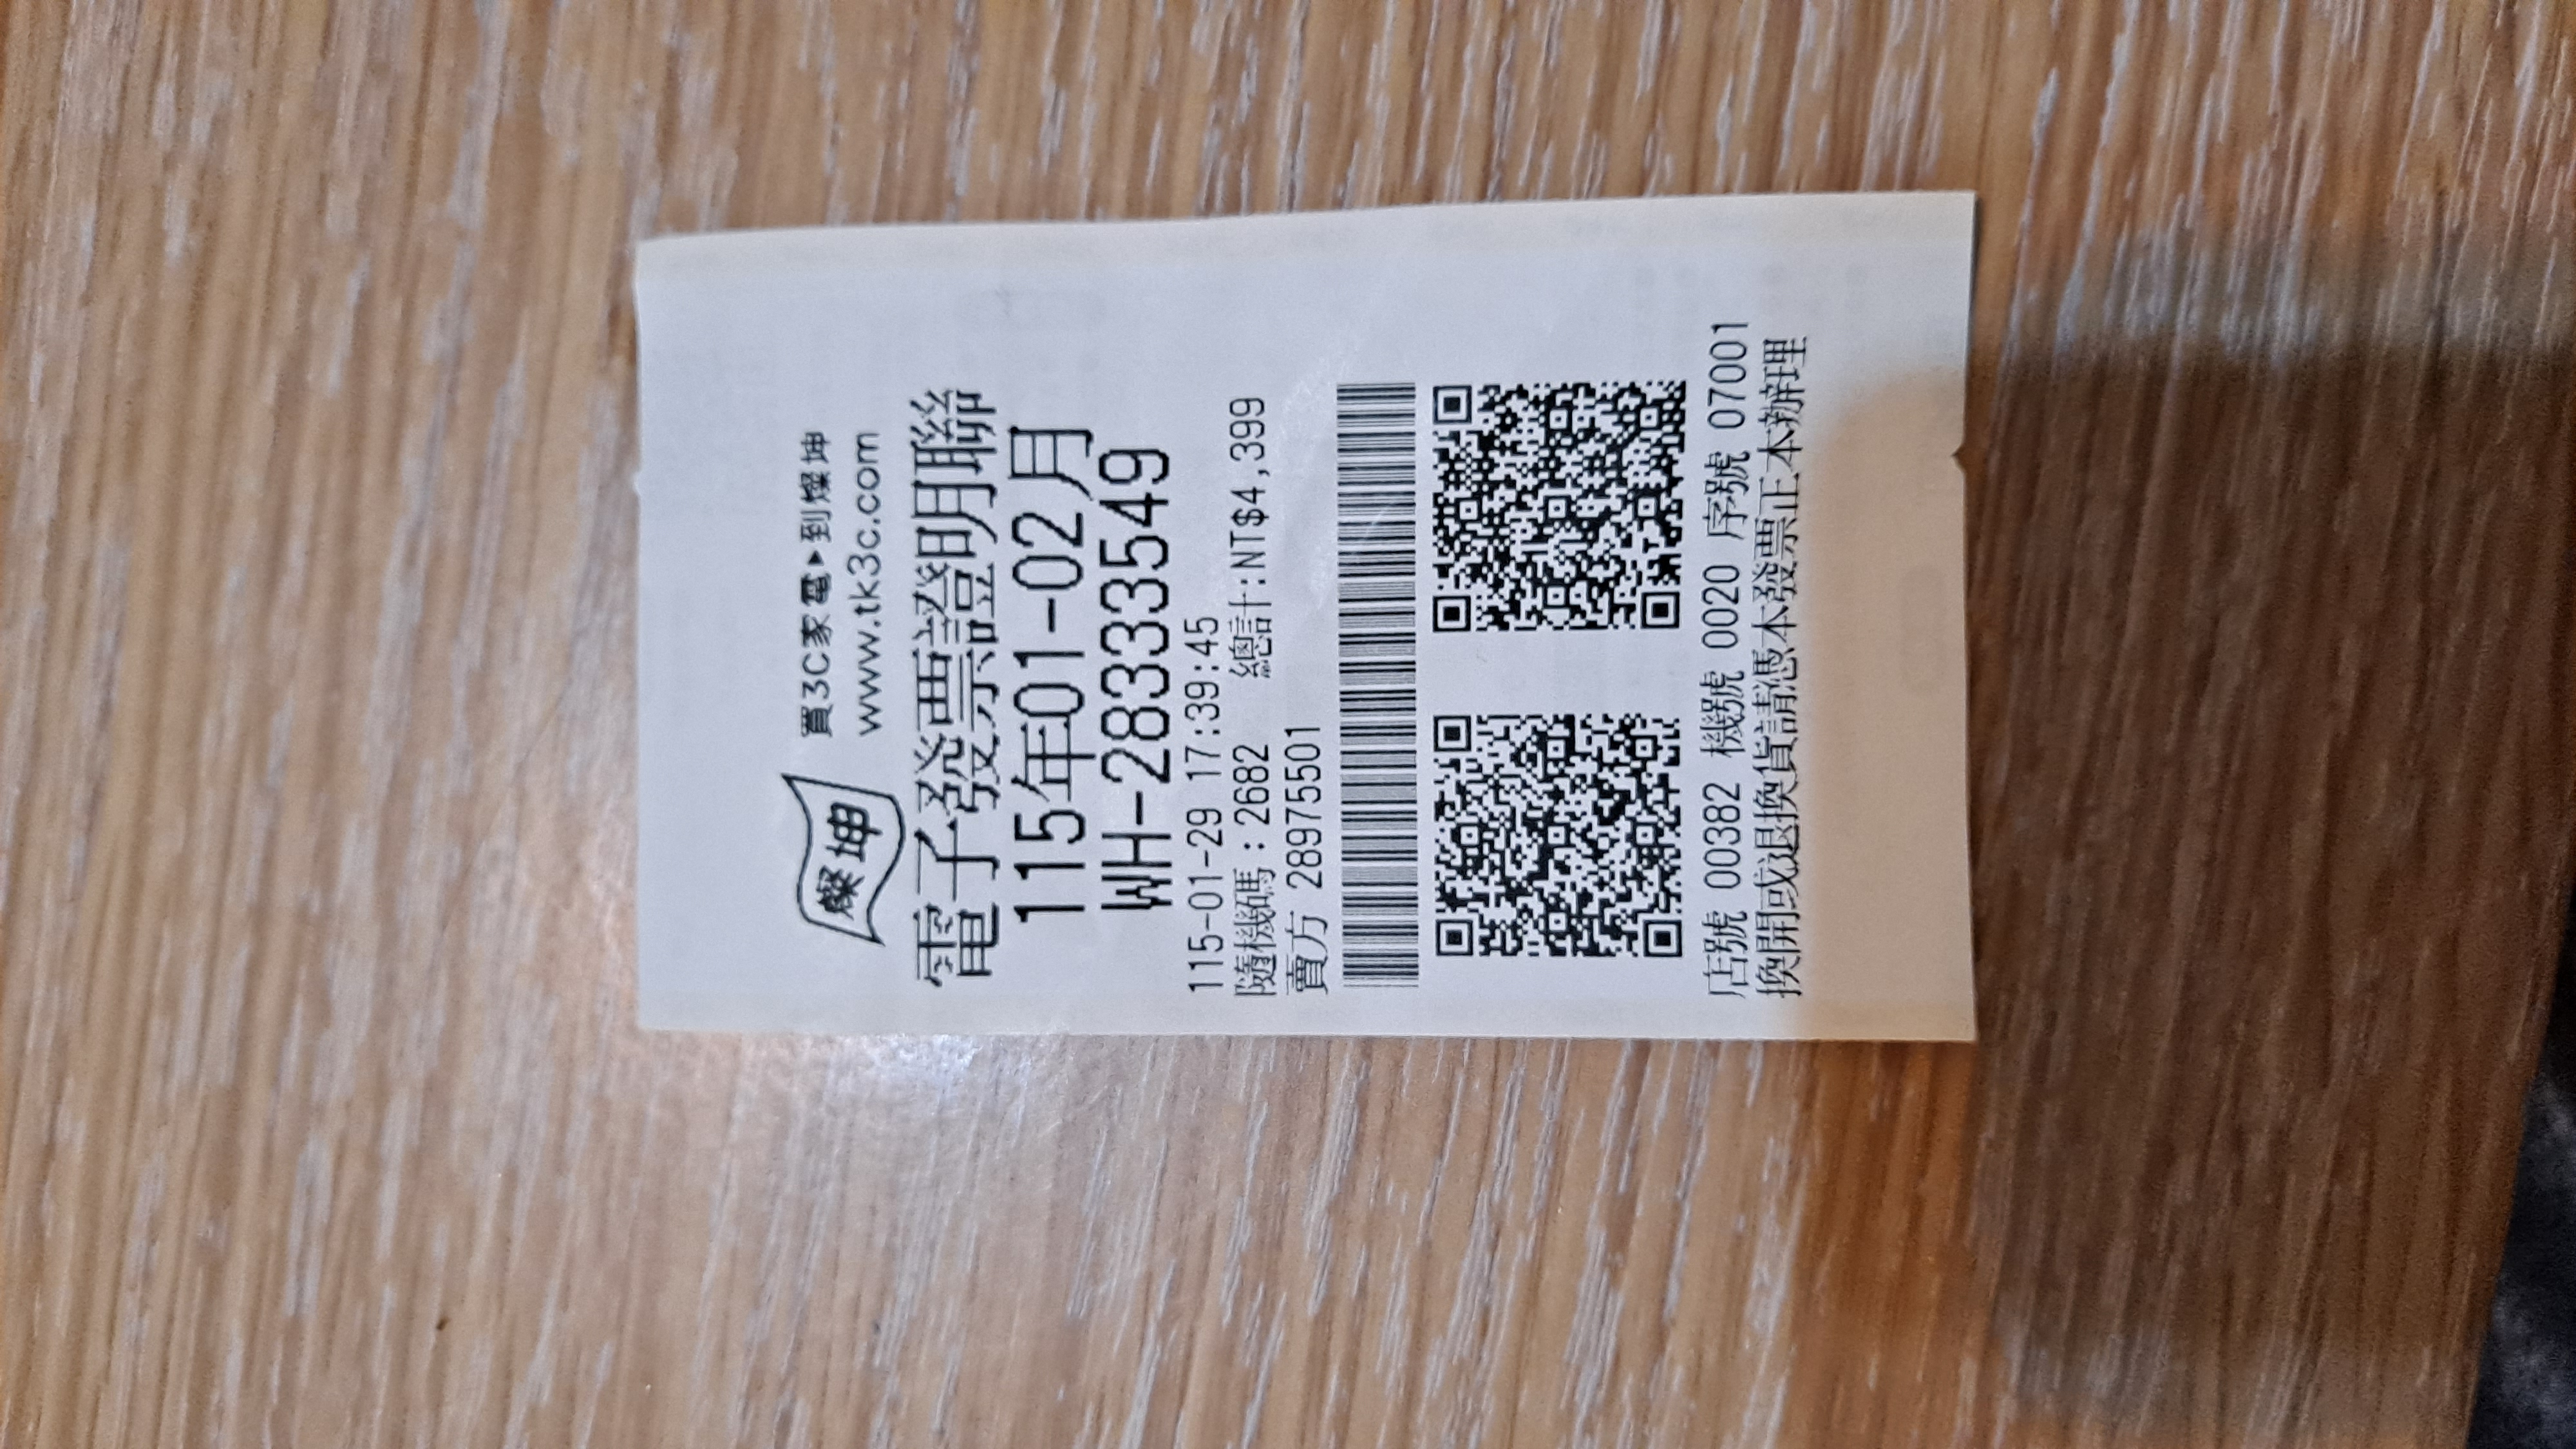 燦坤
買3C家電▸到燦坤
www.tk3c.com
電子發票證明聯
115年01-02月
WH-28333549
115-01-29 17:39:45
隨機碼:2682 總計:NT$4,399
賣方 28975501
店號 00382 機號 0020 序號 07001
換開或退換貨請憑本發票正本辦理